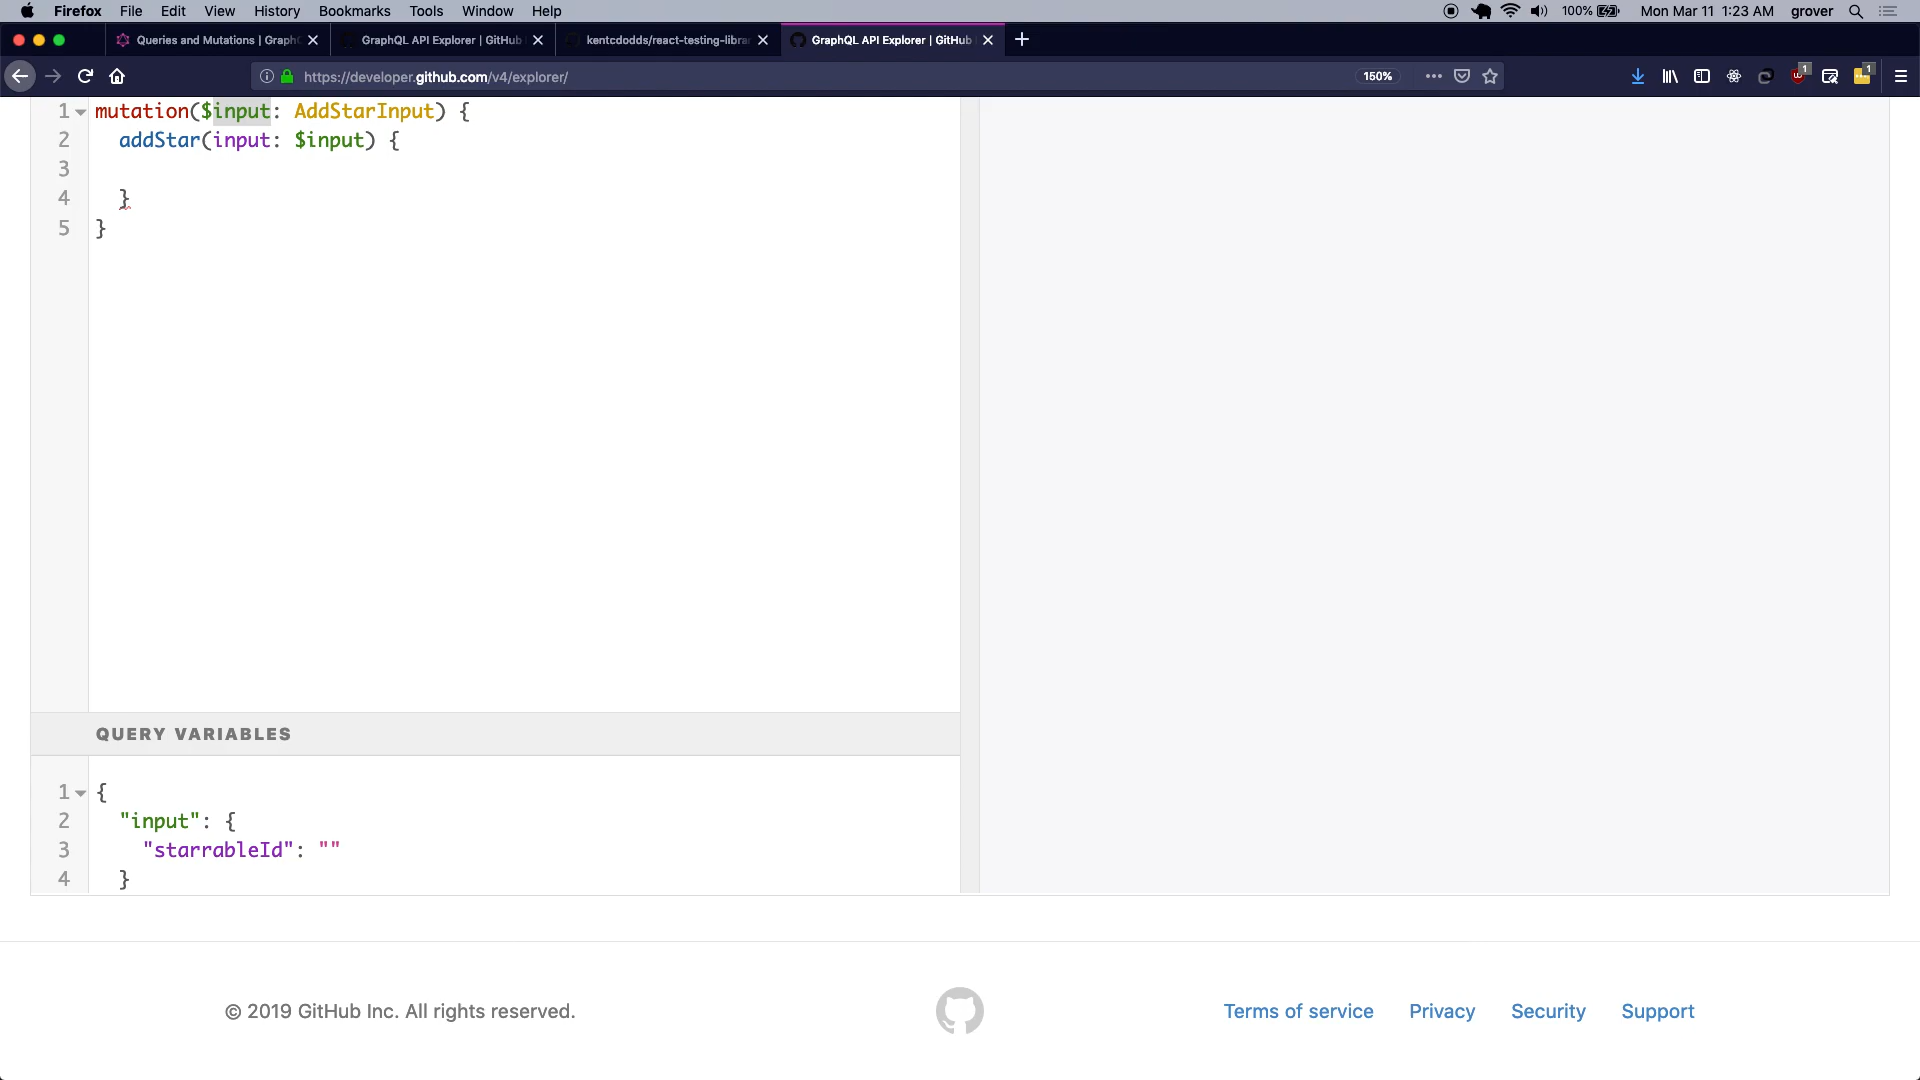 Firefox File Edit View History Bookmarks Tools Window Help 100% Mon Mar 11 1:23 AM grover
Queries and Mutations | Graph GraphQL API Explorer | GitHub kentcdodds/react-testing-librar GraphQL API Explorer | GitHub
https://developer.github.com/v4/explorer/ 150% 1 1
1 mutation($input: AddStarInput) {
2 addStar(input: $input) {
3
4 }
5 }
QUERY VARIABLES
1 {
2 "input": {
3 "starrableId": ""
4 }
© 2019 GitHub Inc. All rights reserved. Terms of service Privacy Security Support